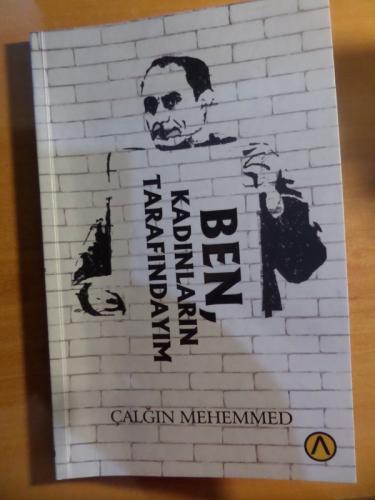 BEN,
KADINLARIN
TARAFINDAYIM
ÇALĞIN MEHEMMED